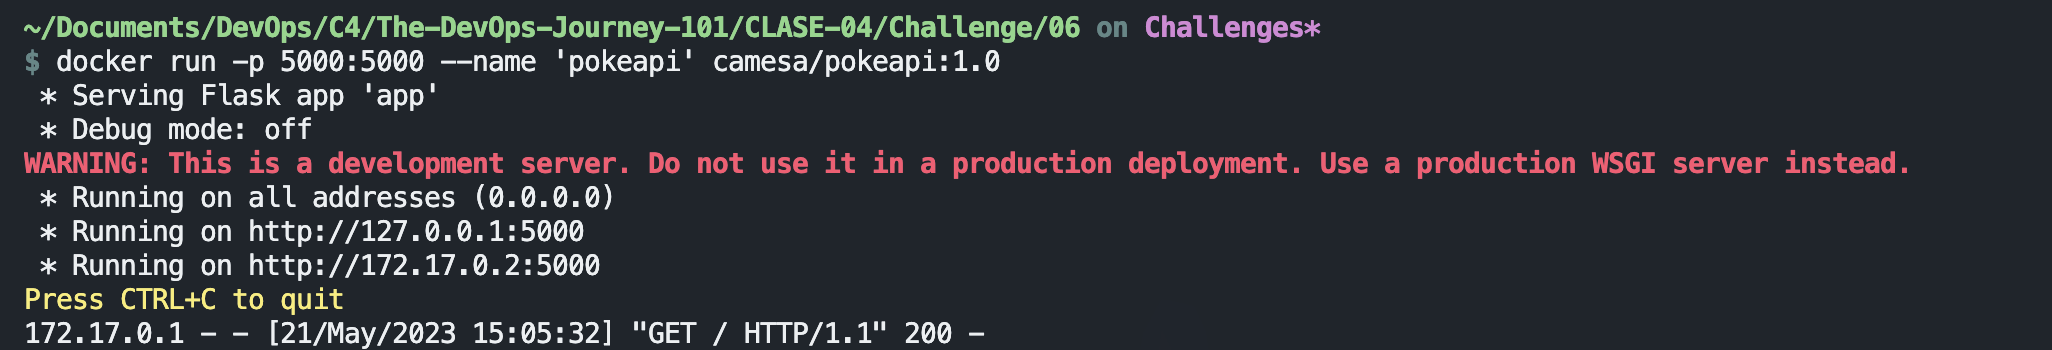 ~/Documents/DevOps/C4/The-DevOps-Journey-101/CLASE-04/Challenge/06 on Challenges*
$ docker run -p 5000:5000 --name 'pokeapi' camesa/pokeapi:1.0
* Serving Flask app 'app'
* Debug mode: off
WARNING: This is a development server. Do not use it in a production deployment. Use a production WSGI server instead.
* Running on all addresses (0.0.0.0)
* Running on http://127.0.0.1:5000
* Running on http://172.17.0.2:5000
Press CTRL+C to quit
172.17.0.1 - - [21/May/2023 15:05:32] "GET / HTTP/1.1" 200 -